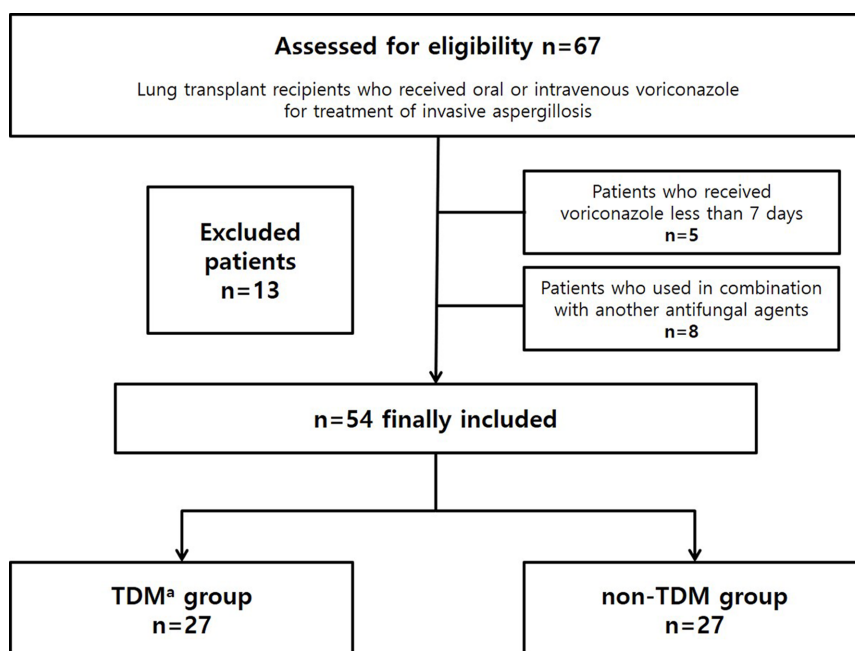 Assessed for eligibility n=67
Lung transplant recipients who received oral or intravenous voriconazole
for treatment of invasive aspergillosis
Excluded
patients
n=13
Patients who received
voriconazole less than 7 days
n=5
Patients who used in combination
with another antifungal agents
n=8
n=54 finally included
TDMᵃ group
n=27
non-TDM group
n=27